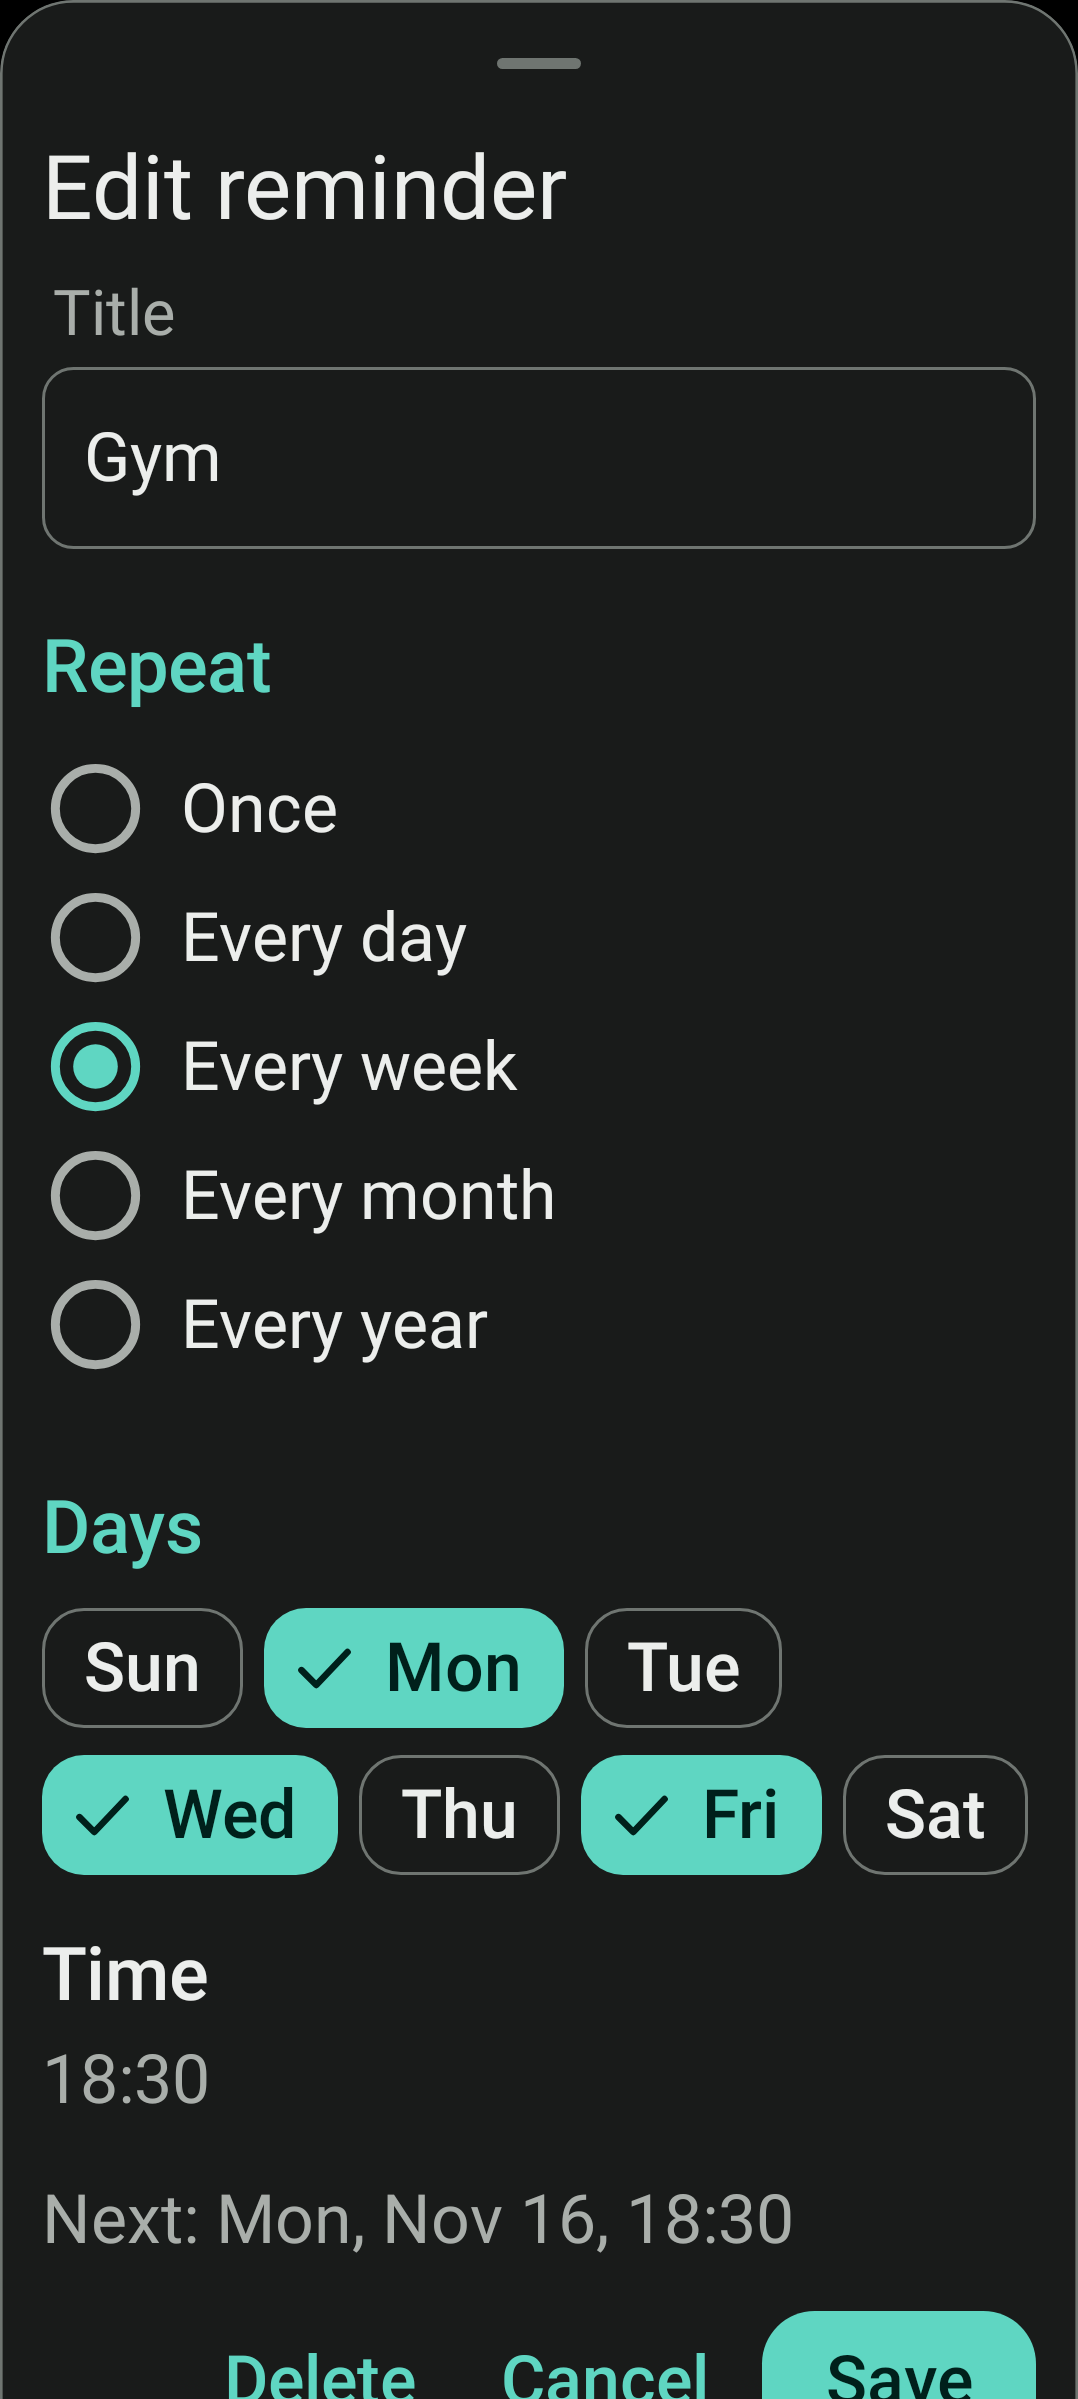 Edit reminder
Title
Gym
Repeat
Once
Every day
Every week
Every month
Every year
Days
Sun Mon Tue
Wed Thu Fri Sat
Time
18:30
Next: Mon, Nov 16, 18:30
Delete Cancel Save